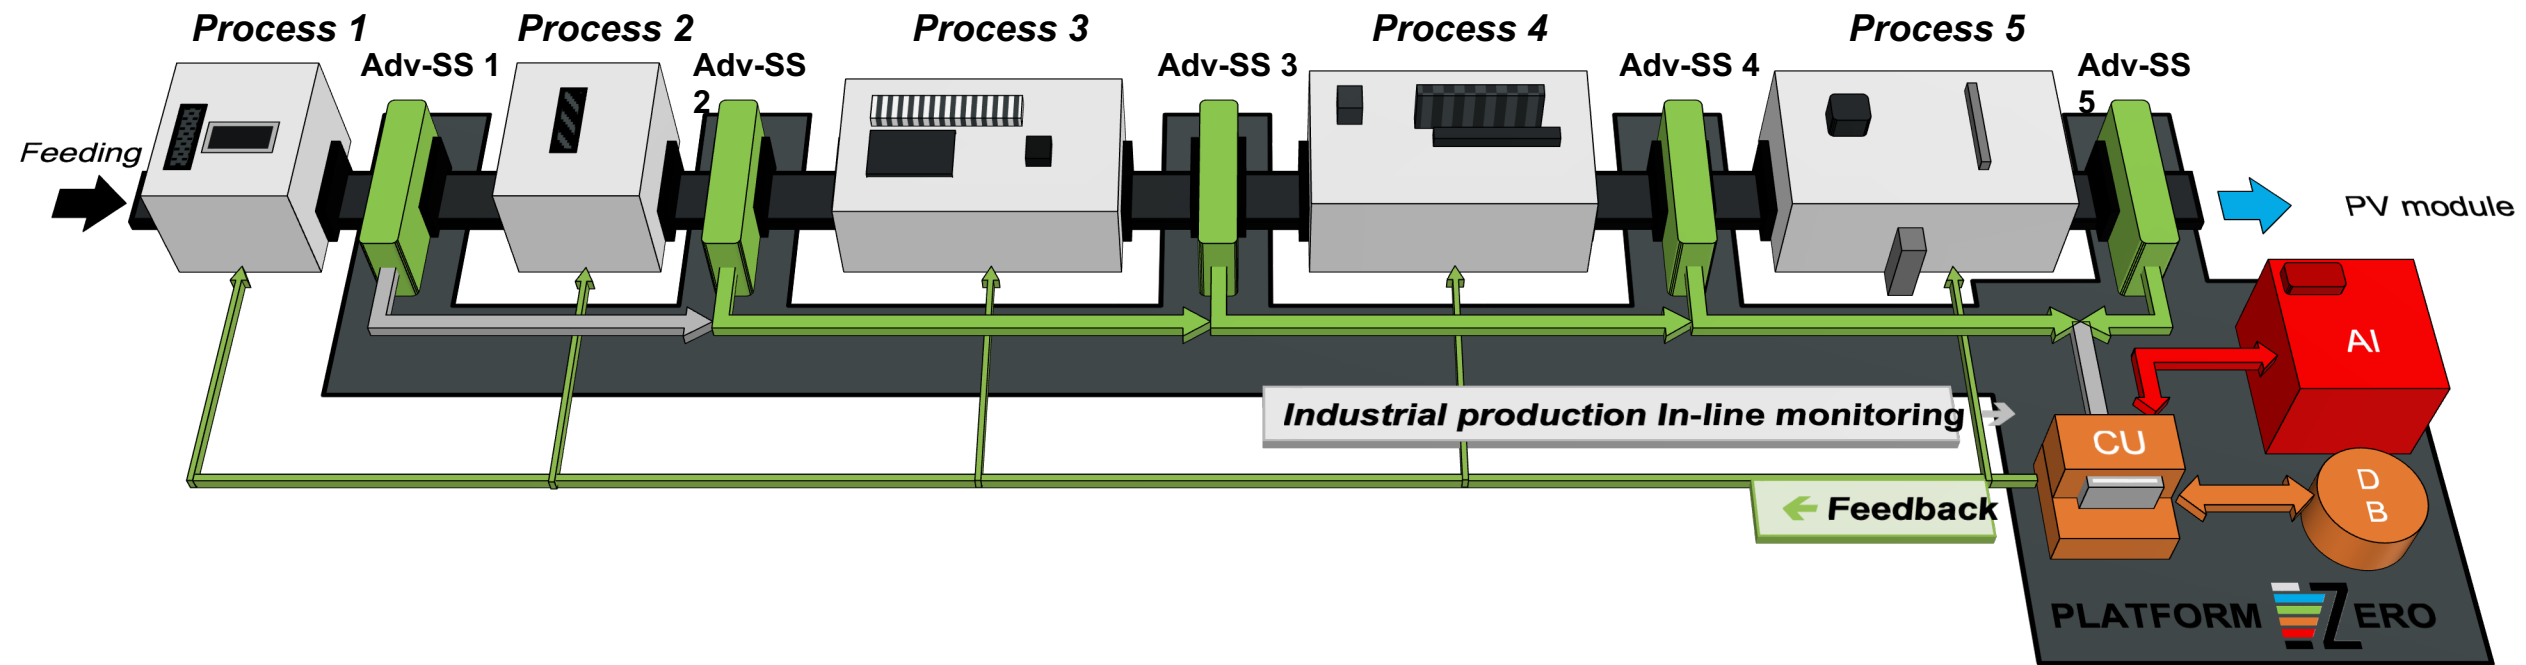 Process 1
Process 2
Process 3
Process 4
Process 5
Adv-SS 1
Adv-SS
2
Adv-SS 3
Adv-SS 4
Adv-SS
5
Feeding
PV module
AI
Industrial production In-line monitoring
CU
D
B
Feedback
PLATFORM ZERO